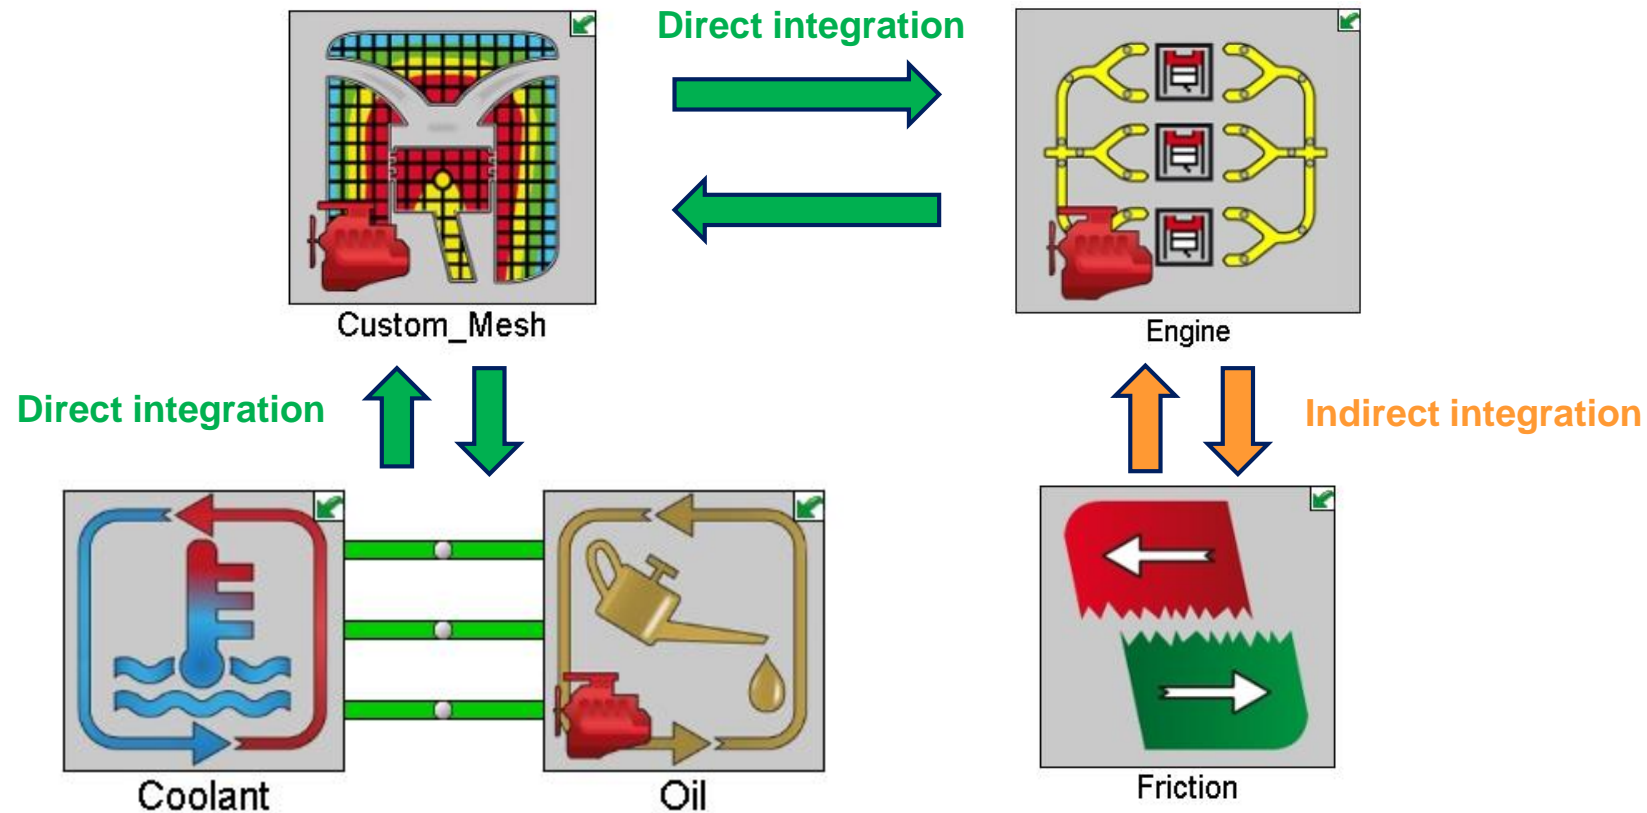 Direct integration
Custom_Mesh
Engine
Direct integration
Indirect integration
Coolant
Oil
Friction